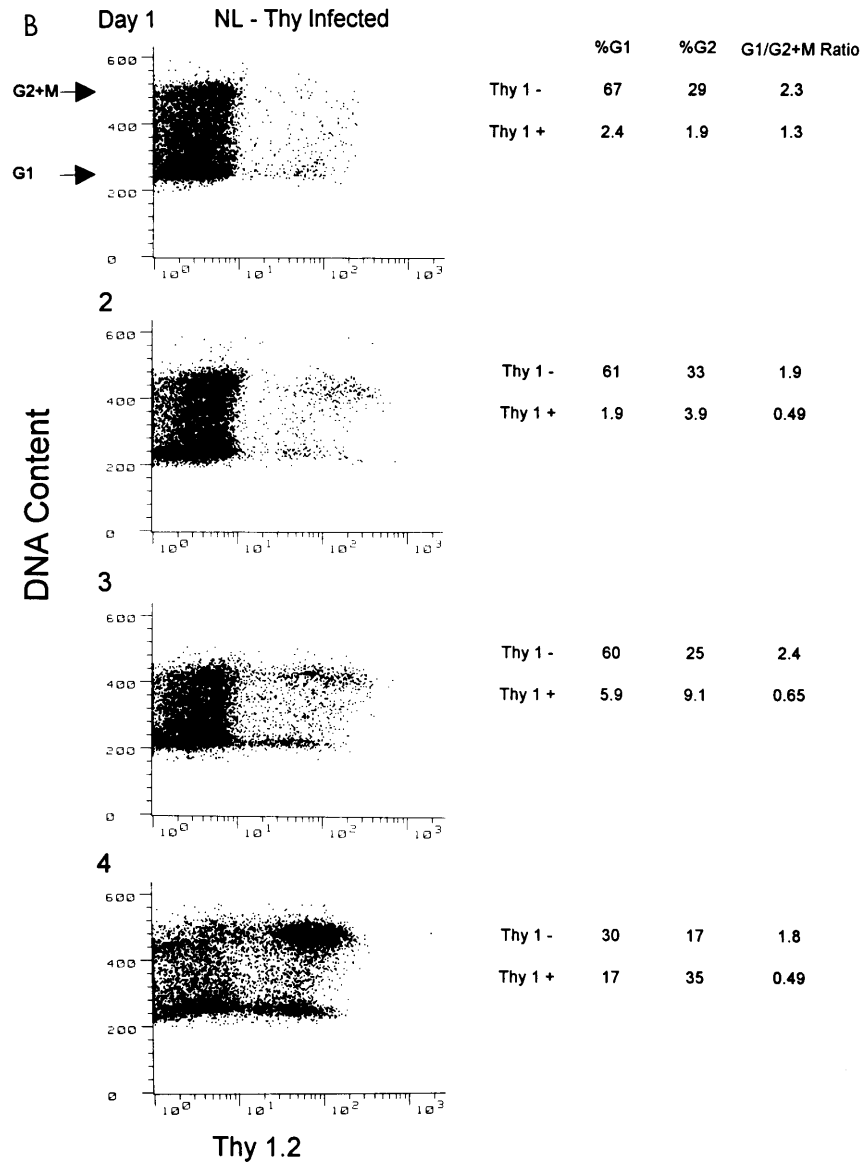 B
Day 1 NL - Thy Infected
%G1 %G2 G1/G2+M Ratio
600
G2+M
400
G1
200
0
10⁰ 10¹ 10² 10³
Thy 1 - 67 29 2.3
Thy 1 + 2.4 1.9 1.3
2
600
400
200
0
10⁰ 10¹ 10² 10³
Thy 1 - 61 33 1.9
Thy 1 + 1.9 3.9 0.49
DNA Content
3
600
400
200
0
10⁰ 10¹ 10² 10³
Thy 1 - 60 25 2.4
Thy 1 + 5.9 9.1 0.65
4
600
400
200
0
10⁰ 10¹ 10² 10³
Thy 1 - 30 17 1.8
Thy 1 + 17 35 0.49
Thy 1.2